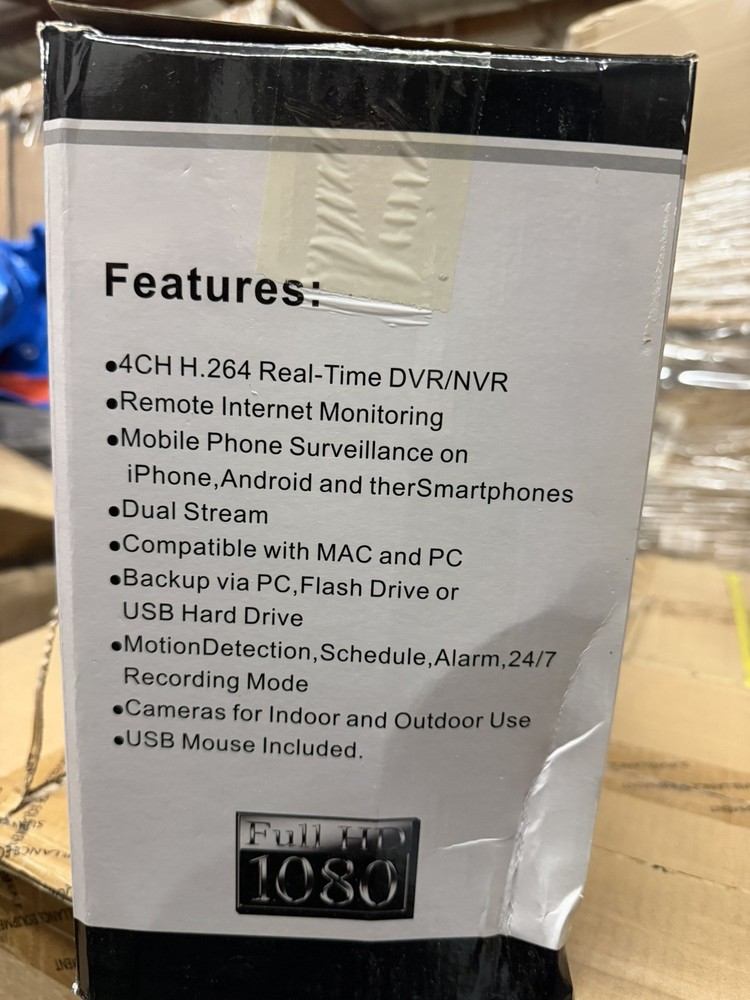 Features:
●4CH H.264 Real-Time DVR/NVR
●Remote Internet Monitoring
●Mobile Phone Surveillance on
iPhone,Android and therSmartphones
●Dual Stream
●Compatible with MAC and PC
●Backup via PC,Flash Drive or
USB Hard Drive
●MotionDetection,Schedule,Alarm,24/7
Recording Mode
●Cameras for Indoor and Outdoor Use
●USB Mouse Included.
Full HD
1080